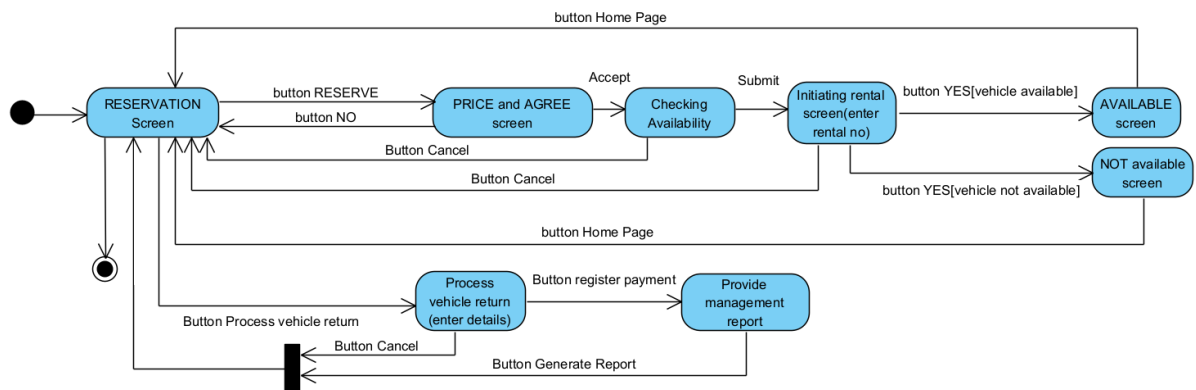 button Home Page
RESERVATION
Screen
button RESERVE
button NO
PRICE and AGREE
screen
Accept
Checking
Availability
Submit
Initiating rental
screen(enter
rental no)
button YES[vehicle available]
AVAILABLE
screen
Button Cancel
Button Cancel
NOT available
screen
button YES[vehicle not available]
button Home Page
Process
vehicle return
(enter details)
Button register payment
Provide
management
report
Button Process vehicle return
Button Cancel
Button Generate Report